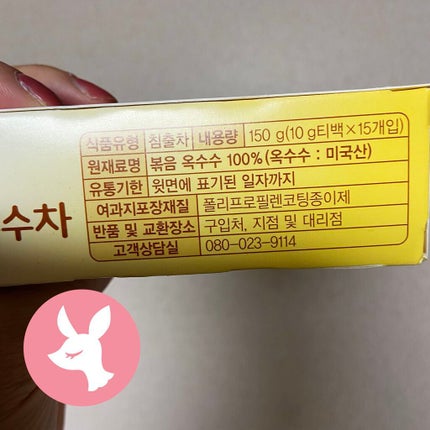 식품유형 침출차 내용량 150 g(10 g티백×15개입)
원재료명 볶음 옥수수 100%(옥수수 : 미국산)
유통기한 윗면에 표기된 일자까지
여과지포장재질 폴리프로필렌코팅종이제
반품 및 교환장소 구입처, 지점 및 대리점
고객상담실 080-023-9114
수차